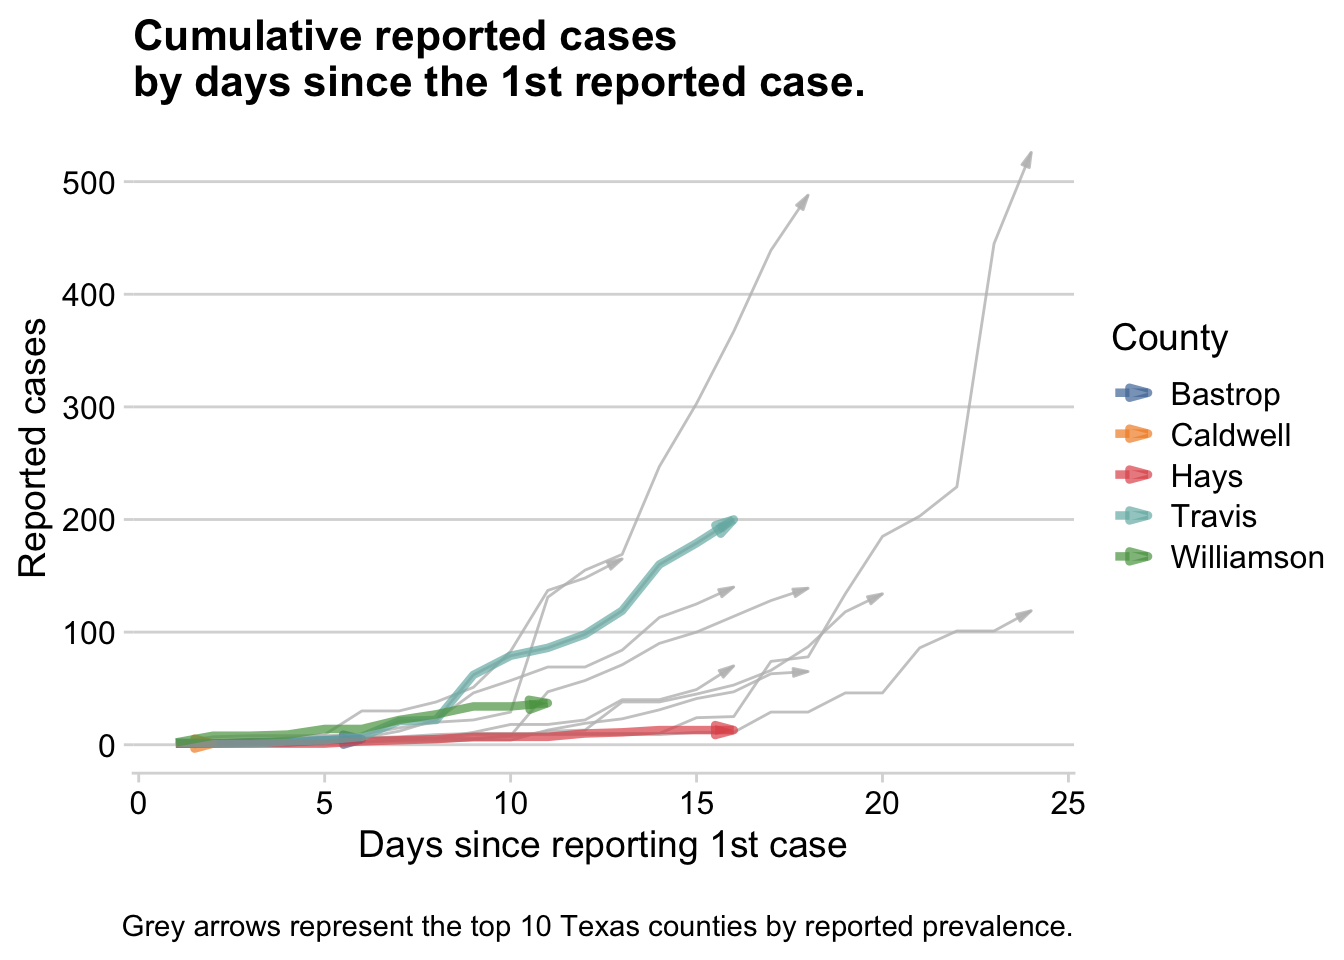 Cumulative reported cases
by days since the 1st reported case.
500
400
300
200
100
0
Reported cases
0 5 10 15 20 25
Days since reporting 1st case
County
Bastrop
Caldwell
Hays
Travis
Williamson
Grey arrows represent the top 10 Texas counties by reported prevalence.